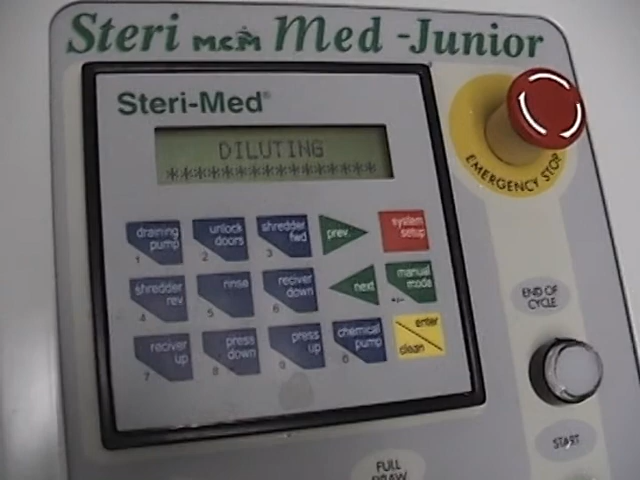 Steri MCM Med -Junior
Steri-Med®
DILUTING
****************
EMERGENCY STOP
draining pump
1
unlock doors
2
shredder fwd
3
prev.
system setup
shredder rev
4
rinse
5
reciver down
6
next
manual mode
+/-
reciver up
7
press down
8
press up
9
chemical pump
enter
clean
END OF CYCLE
START
FULL
DRAW